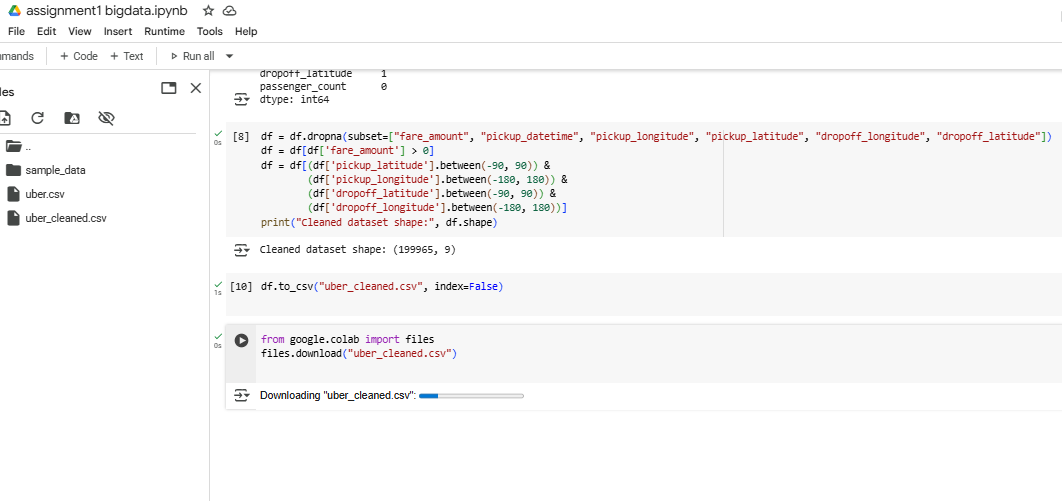 assignment1 bigdata.ipynb
File Edit View Insert Runtime Tools Help
mmands + Code + Text Run all
les
..
sample_data
uber.csv
uber_cleaned.csv
dropoff_latitude 1
passenger_count 0
dtype: int64
0s
[8] df = df.dropna(subset=["fare_amount", "pickup_datetime", "pickup_longitude", "pickup_latitude", "dropoff_longitude", "dropoff_latitude"])
df = df[df['fare_amount'] > 0]
df = df[(df['pickup_latitude'].between(-90, 90)) &
(df['pickup_longitude'].between(-180, 180)) &
(df['dropoff_latitude'].between(-90, 90)) &
(df['dropoff_longitude'].between(-180, 180))]
print("Cleaned dataset shape:", df.shape)
Cleaned dataset shape: (199965, 9)
1s
[10] df.to_csv("uber_cleaned.csv", index=False)
0s
from google.colab import files
files.download("uber_cleaned.csv")
Downloading "uber_cleaned.csv":